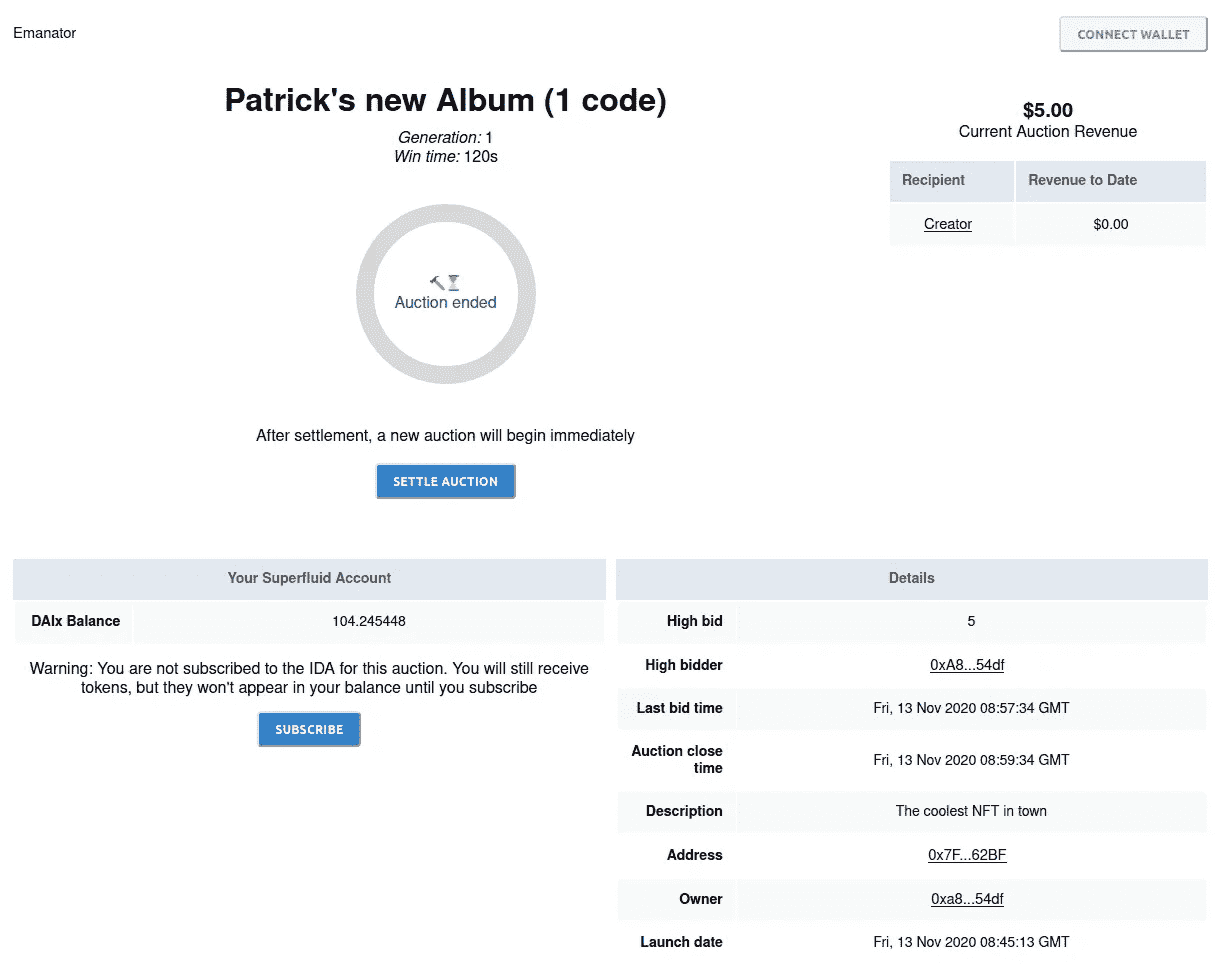 Emanator
CONNECT WALLET
Patrick's new Album (1 code)
Generation: 1
Win time: 120s
Auction ended
After settlement, a new auction will begin immediately
SETTLE AUCTION
$5.00
Current Auction Revenue
Recipient Revenue to Date
Creator $0.00
Your Superfluid Account
DAIx Balance 104.245448
Warning: You are not subscribed to the IDA for this auction. You will still receive
tokens, but they won't appear in your balance until you subscribe
SUBSCRIBE
Details
High bid 5
High bidder 0xA8...54df
Last bid time Fri, 13 Nov 2020 08:57:34 GMT
Auction close
time Fri, 13 Nov 2020 08:59:34 GMT
Description The coolest NFT in town
Address 0x7F...62BF
Owner 0xa8...54df
Launch date Fri, 13 Nov 2020 08:45:13 GMT